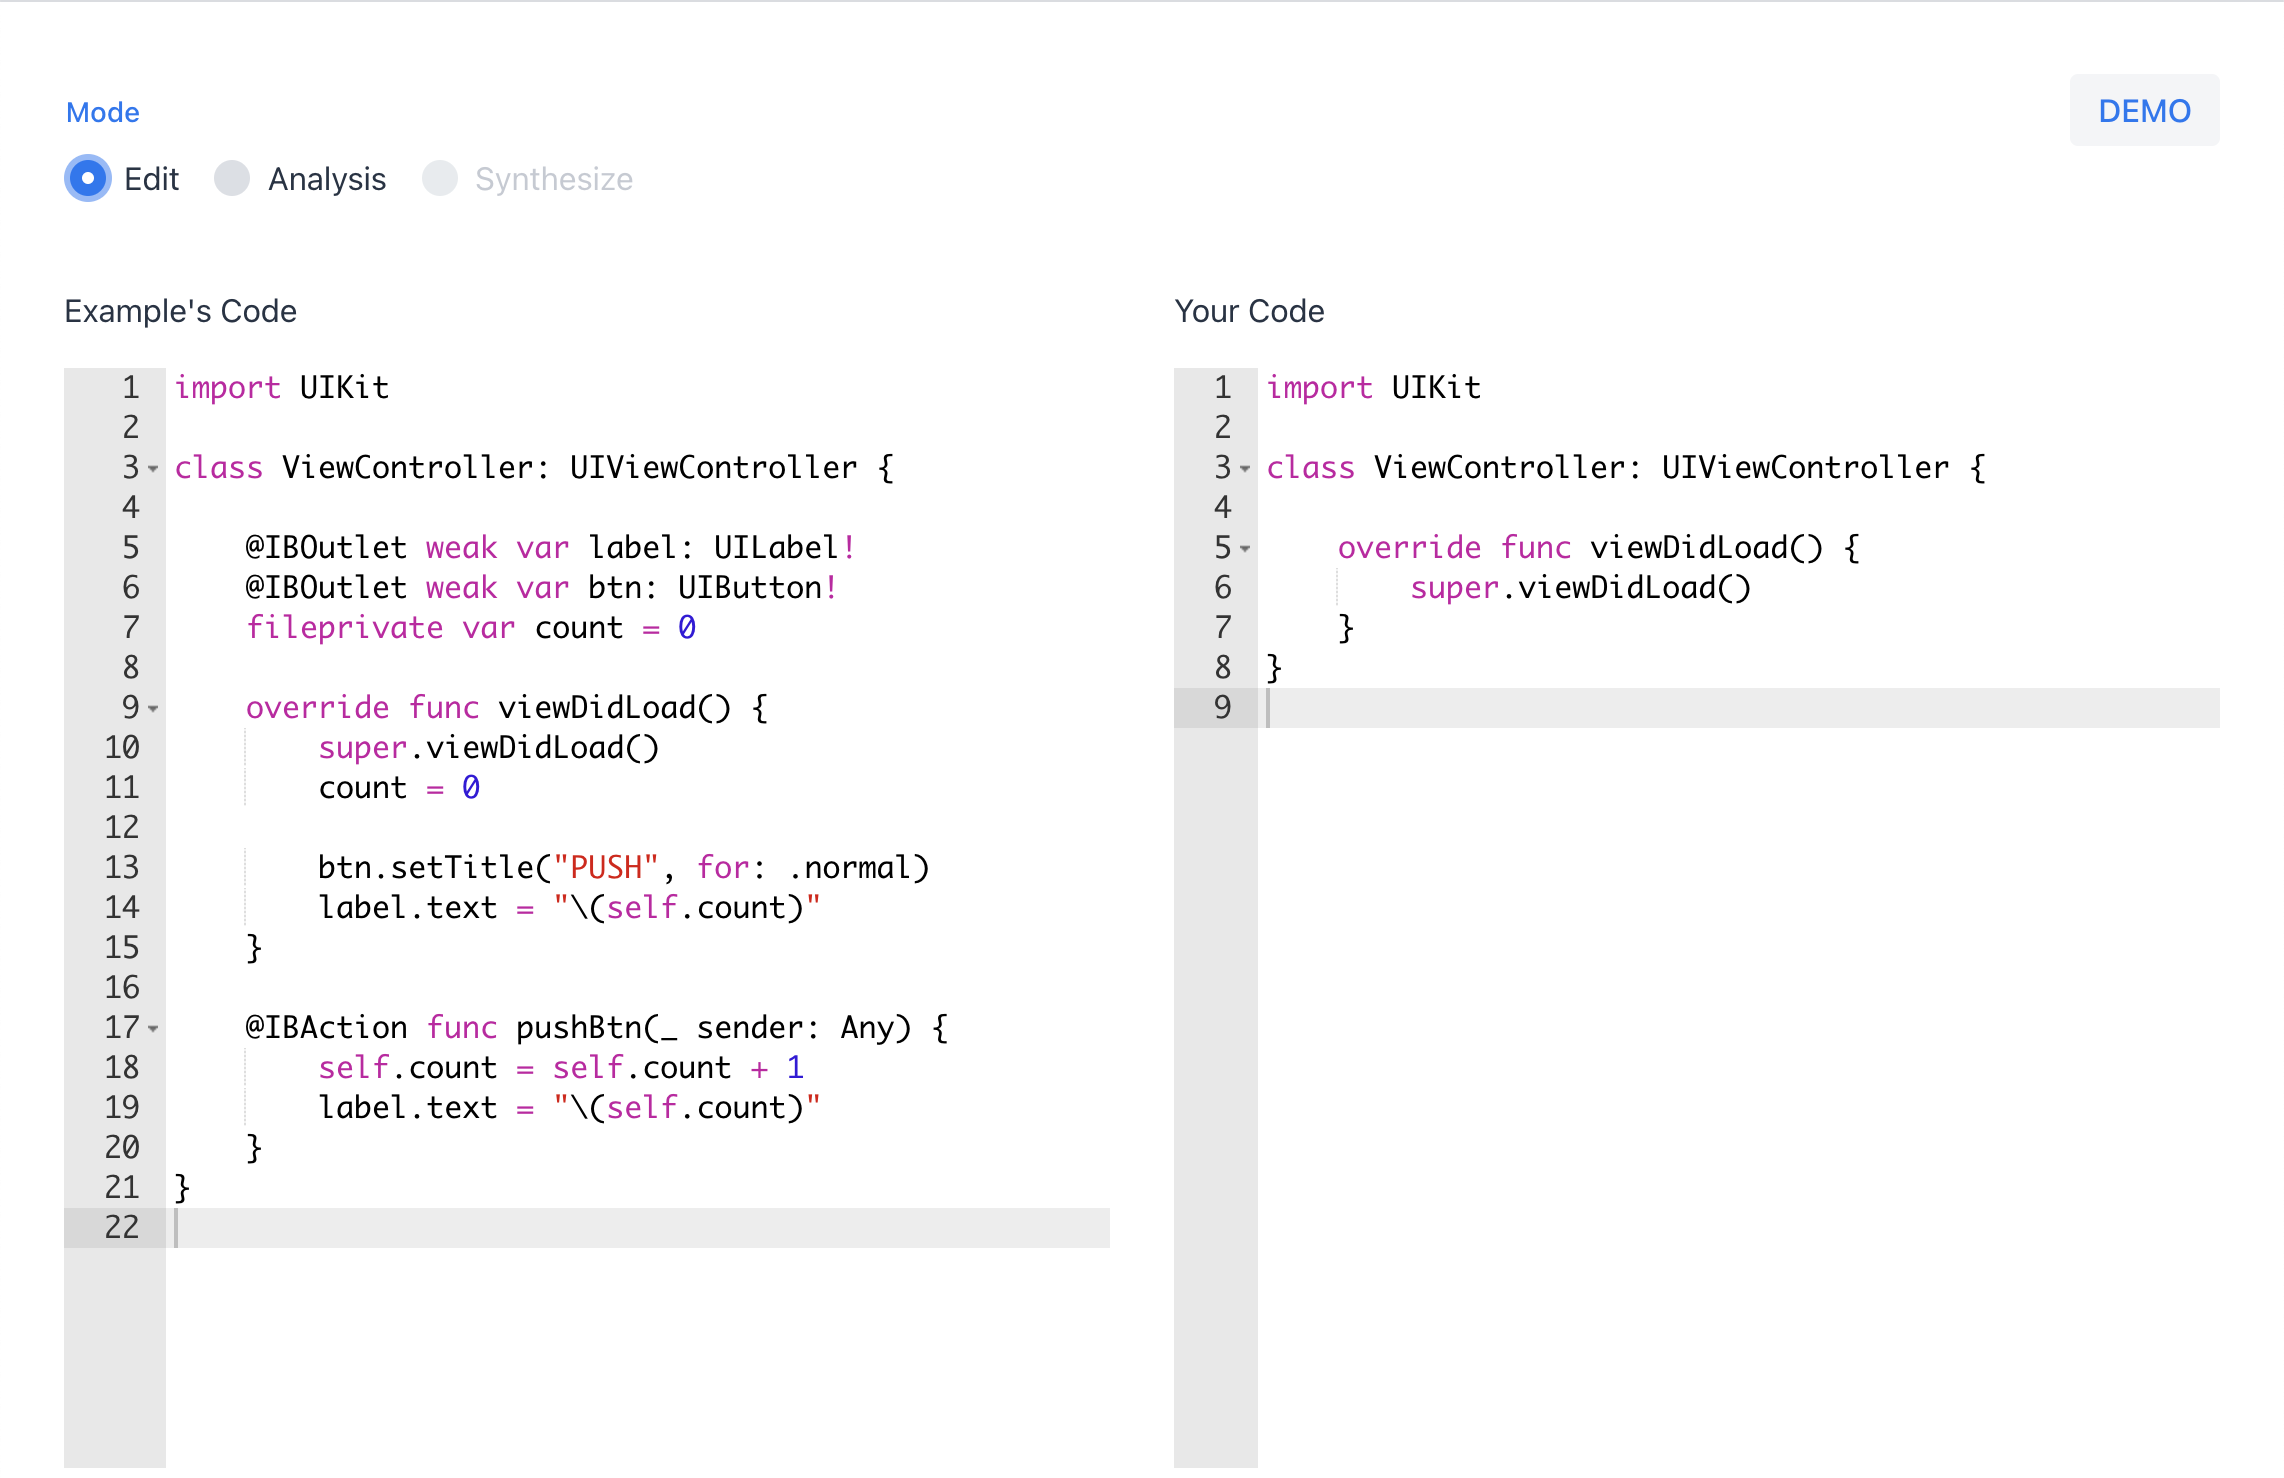 Mode
DEMO
Edit Analysis Synthesize
Example's Code
1 import UIKit
2
3 class ViewController: UIViewController {
4
5     @IBOutlet weak var label: UILabel!
6     @IBOutlet weak var btn: UIButton!
7     fileprivate var count = 0
8
9     override func viewDidLoad() {
10         super.viewDidLoad()
11         count = 0
12
13         btn.setTitle("PUSH", for: .normal)
14         label.text = "\(self.count)"
15     }
16
17     @IBAction func pushBtn(_ sender: Any) {
18         self.count = self.count + 1
19         label.text = "\(self.count)"
20     }
21 }
22
Your Code
1 import UIKit
2
3 class ViewController: UIViewController {
4
5     override func viewDidLoad() {
6         super.viewDidLoad()
7     }
8 }
9